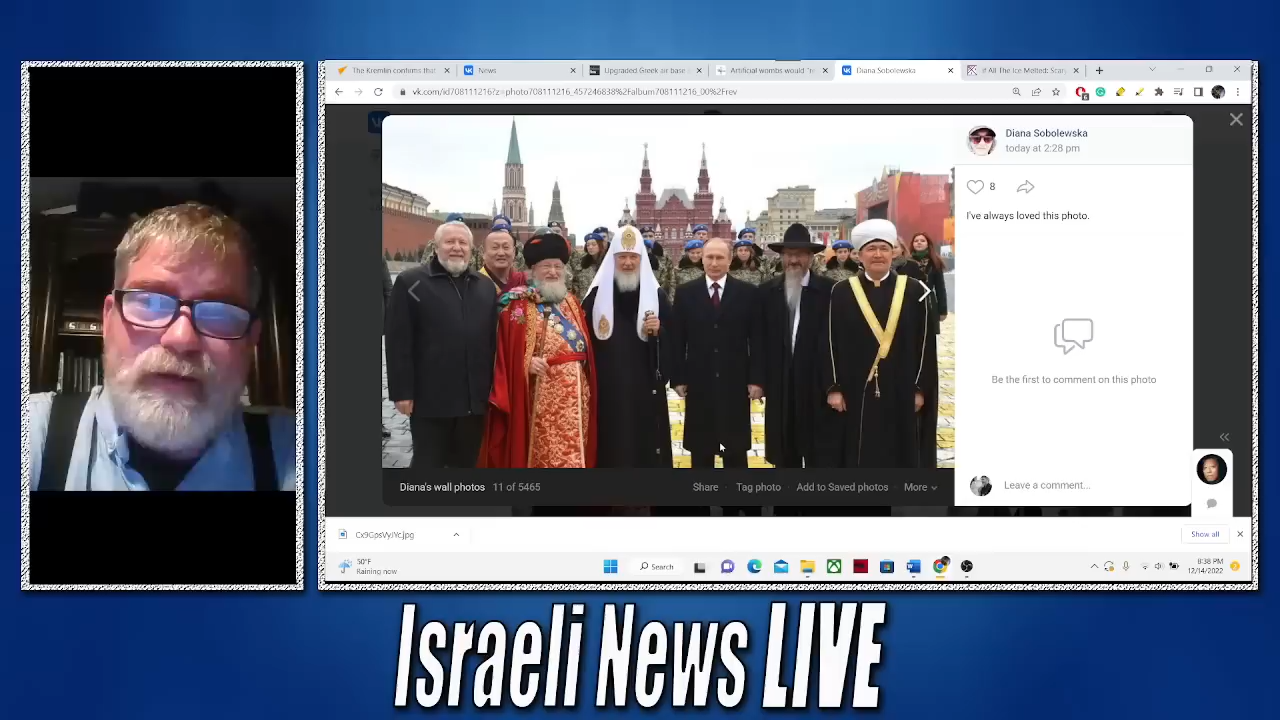 The Kremlin confirms that
News
Upgraded Greek air base
Artificial wombs would "re
Diana Sobolewska
If All The Ice Melted: Scary
vk.com/id708111216?z=photo708111216_457246838%2Falbum708111216_00%2Frev
Diana Sobolewska
today at 2:28 pm
8
I've always loved this photo.
Be the first to comment on this photo
Leave a comment...
Diana's wall photos 11 of 5465
Share · Tag photo · Add to Saved photos · More
Cx9GpsVyJYc.jpg
Show all
50°F
Raining now
Search
8:38 PM
12/14/2022
2
Israeli News LIVE